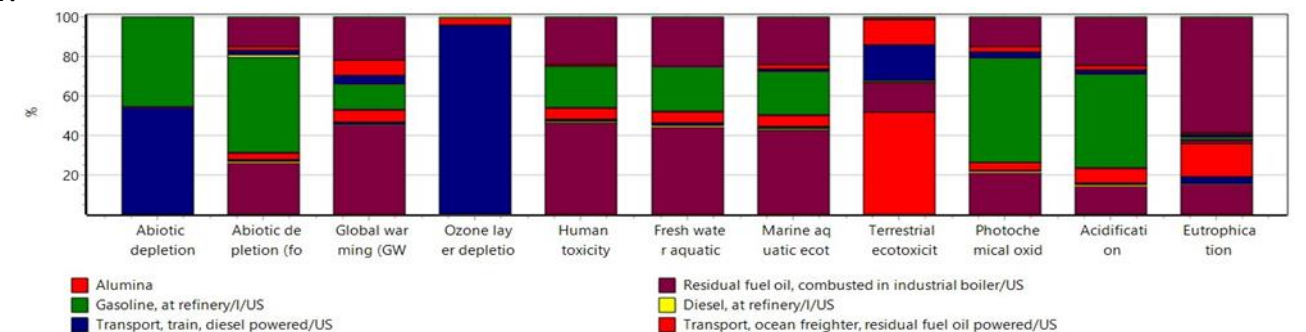 100
80
60
40
20
%
Abiotic depletion
Abiotic de pletion (fo
Global war ming (GW
Ozone lay er depletio
Human toxicity
Fresh wate r aquatic
Marine aq uatic ecot
Terrestrial ecotoxicit
Photoche mical oxid
Acidificati on
Eutrophica tion
Alumina
Residual fuel oil, combusted in industrial boiler/US
Gasoline, at refinery/l/US
Diesel, at refinery/l/US
Transport, train, diesel powered/US
Transport, ocean freighter, residual fuel oil powered/US